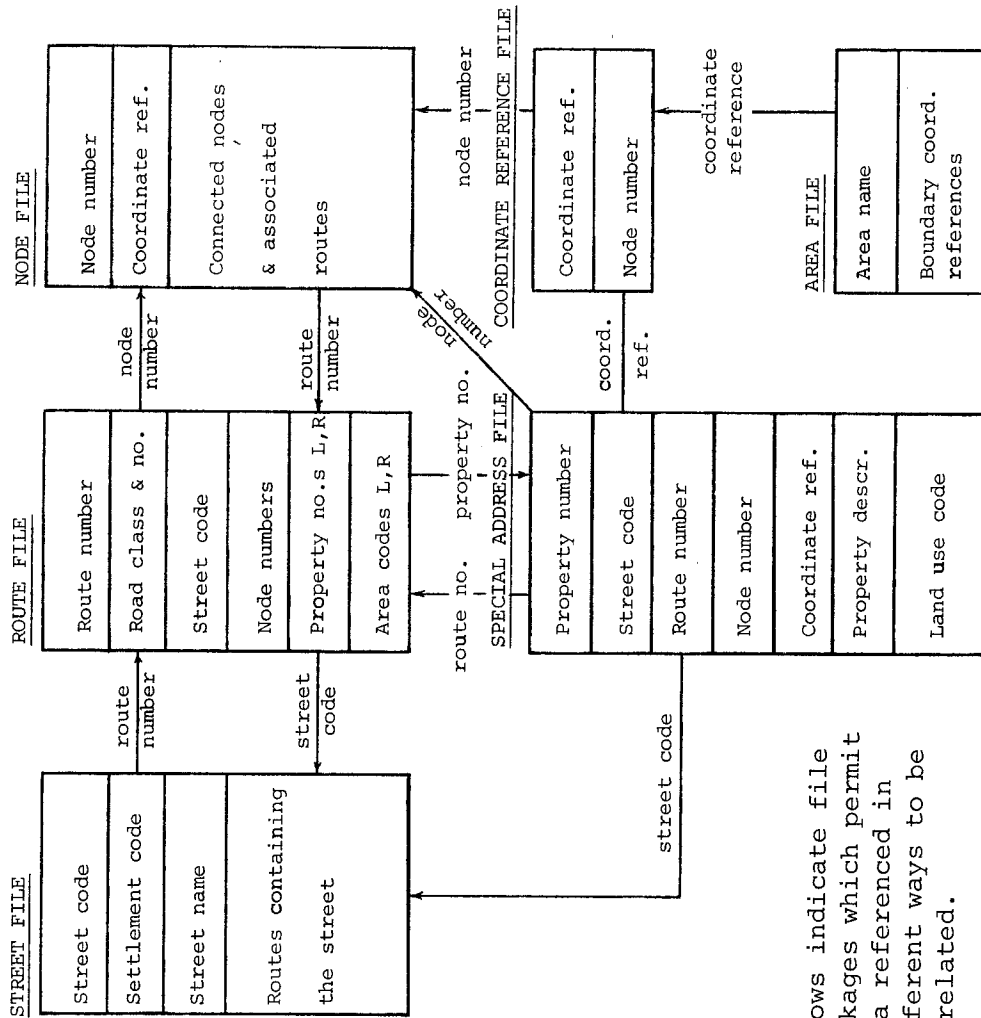 STREET FILE
Street code
Settlement code
Street name
Routes containing
the street
route
number
street
code
ROUTE FILE
Route number
Road class & no.
Street code
Node numbers
Property no.s L,R
Area codes L,R
node
number
route
number
NODE FILE
Node number
Coordinate ref.
Connected nodes
& associated
routes
route no.
property no.
node
number
node number
street code
SPECIAL ADDRESS FILE
Property number
Street code
Route number
Node number
Coordinate ref.
Property descr.
Land use code
coord.
ref.
COORDINATE REFERENCE FILE
Coordinate ref.
Node number
coordinate
reference
AREA FILE
Area name
Boundary coord.
references
ows indicate file
kages which permit
a referenced in
ferent ways to be
related.